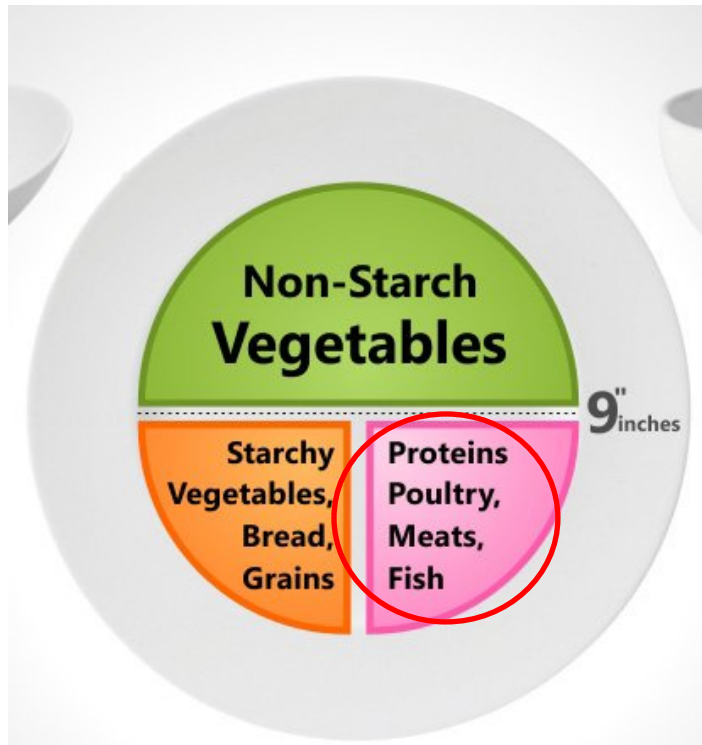 Non-Starch
Vegetables
9"
inches
Starchy
Vegetables,
Bread,
Grains
Proteins
Poultry,
Meats,
Fish